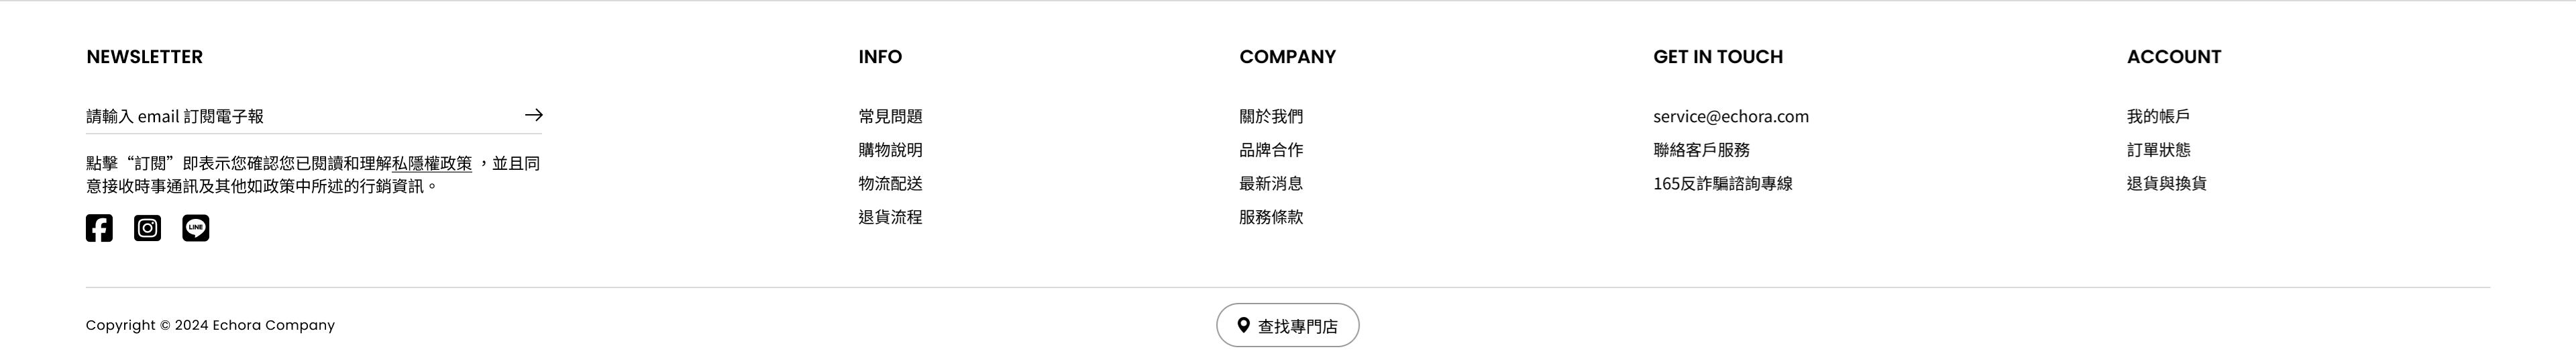 NEWSLETTER
請輸入 email 訂閱電子報
點擊“訂閱”即表示您確認您已閱讀和理解私隱權政策 ，並且同
意接收時事通訊及其他如政策中所述的行銷資訊。
LINE
INFO
常見問題
購物說明
物流配送
退貨流程
COMPANY
關於我們
品牌合作
最新消息
服務條款
GET IN TOUCH
service@echora.com
聯絡客戶服務
165反詐騙諮詢專線
ACCOUNT
我的帳戶
訂單狀態
退貨與換貨
Copyright © 2024 Echora Company
查找專門店